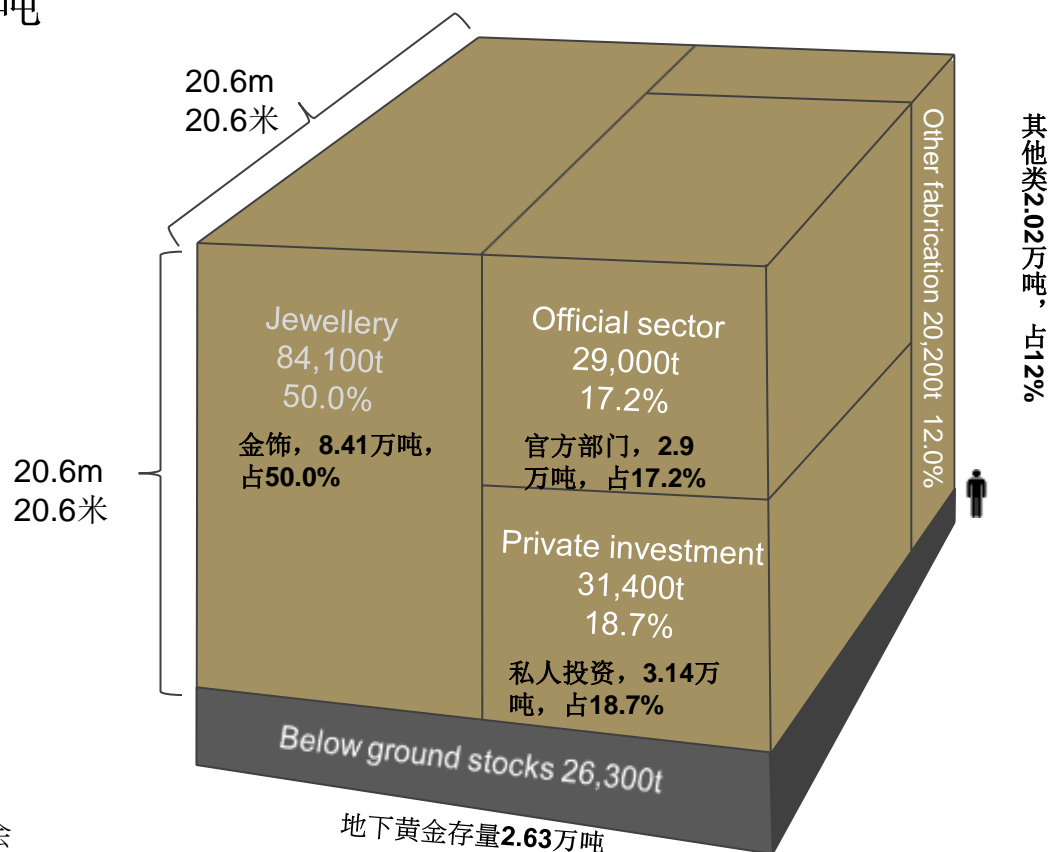 吨
20.6m
20.6米
Jewellery
84,100t
50.0%
金饰，8.41万吨，
占50.0%
Official sector
29,000t
17.2%
官方部门，2.9
万吨，占17.2%
Other fabrication 20,200t 12.0%
其他类2.02万吨，占12%
20.6m
20.6米
Private investment
31,400t
18.7%
私人投资，3.14万
吨，占18.7%
Below ground stocks 26,300t
地下黄金存量2.63万吨
会